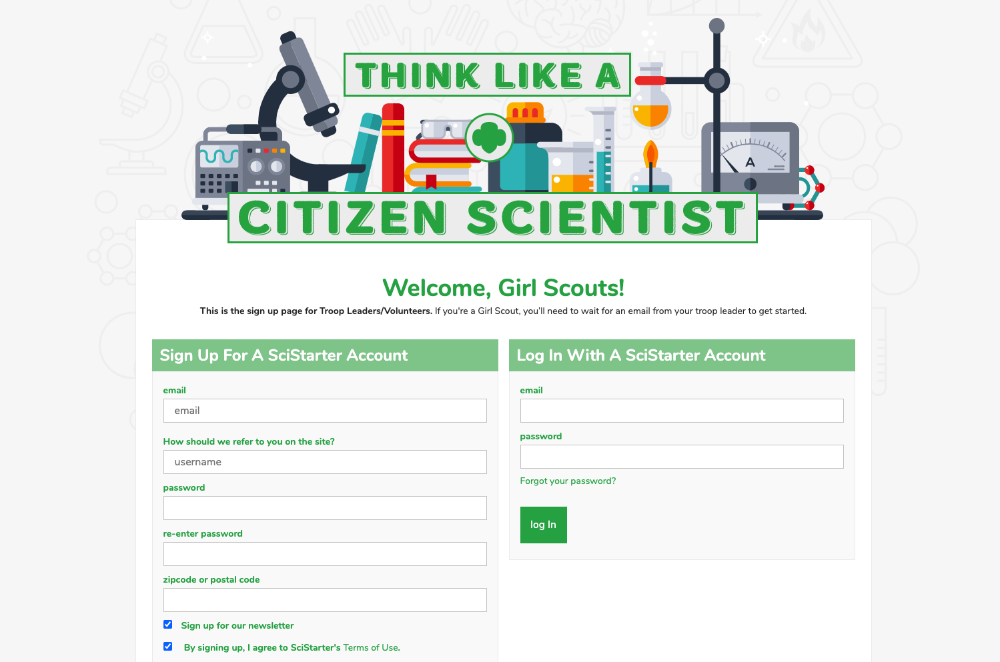 THINK LIKE A
A
CITIZEN SCIENTIST
Welcome, Girl Scouts!
This is the sign up page for Troop Leaders/Volunteers. If you're a Girl Scout, you'll need to wait for an email from your troop leader to get started.
Sign Up For A SciStarter Account
email
email
How should we refer to you on the site?
username
password
re-enter password
zipcode or postal code
Sign up for our newsletter
By signing up, I agree to SciStarter's Terms of Use.
Log In With A SciStarter Account
email
password
Forgot your password?
log In